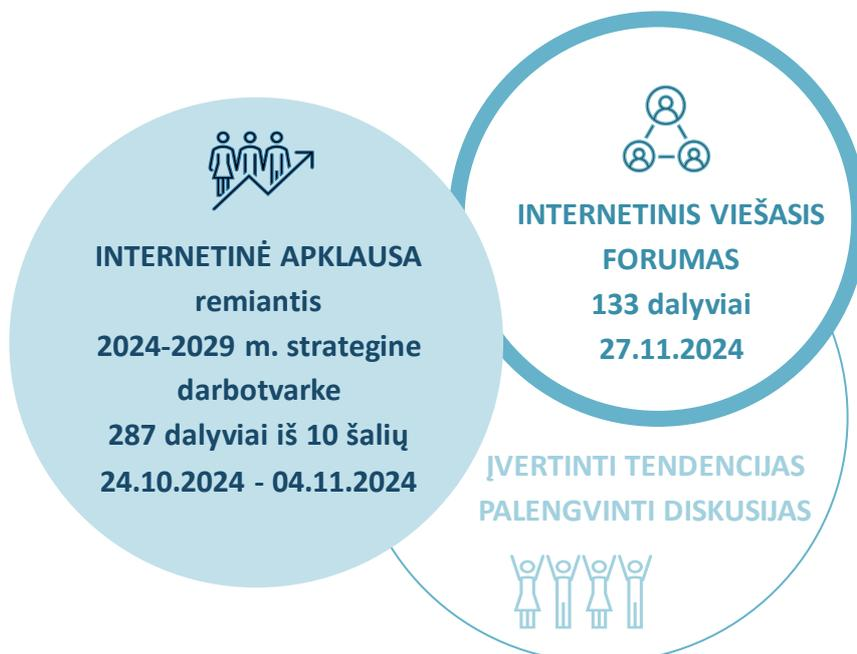 INTERNETINĖ APKLAUSA
remiantis
2024-2029 m. strategine
darbotvarke
287 dalyviai iš 10 šalių
24.10.2024 - 04.11.2024
INTERNETINIS VIEŠASIS
FORUMAS
133 dalyviai
27.11.2024
ĮVERTINTI TENDENCIJAS
PALENGVINTI DISKUSIJAS